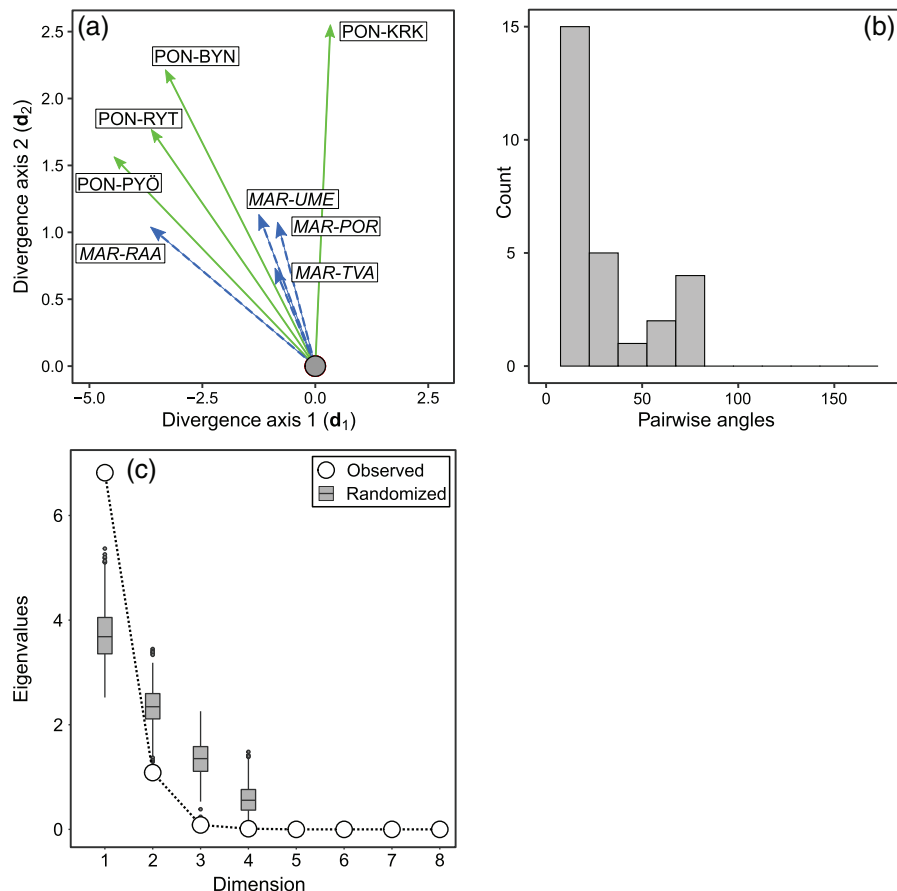 (a)
PON-KRK
PON-BYN
PON-RYT
PON-PYÖ
MAR-UME
MAR-POR
MAR-RAA
MAR-TVA
2.5
2.0
1.5
1.0
0.5
0.0
Divergence axis 2 (d2)
−5.0 −2.5 0.0 2.5
Divergence axis 1 (d1)
(b)
15
10
5
0
Count
0 50 100 150
Pairwise angles
(c)
Observed
Randomized
6
4
2
0
Eigenvalues
1 2 3 4 5 6 7 8
Dimension